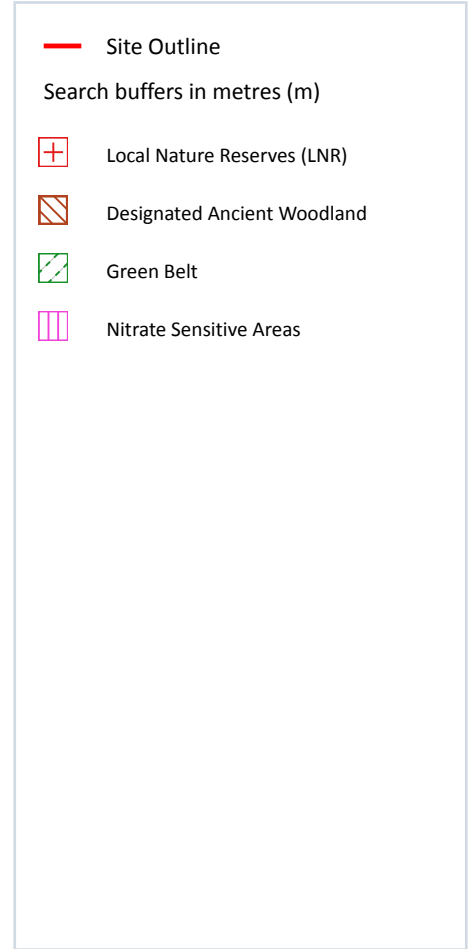 Site Outline
Search buffers in metres (m)
Local Nature Reserves (LNR)
Designated Ancient Woodland
Green Belt
Nitrate Sensitive Areas